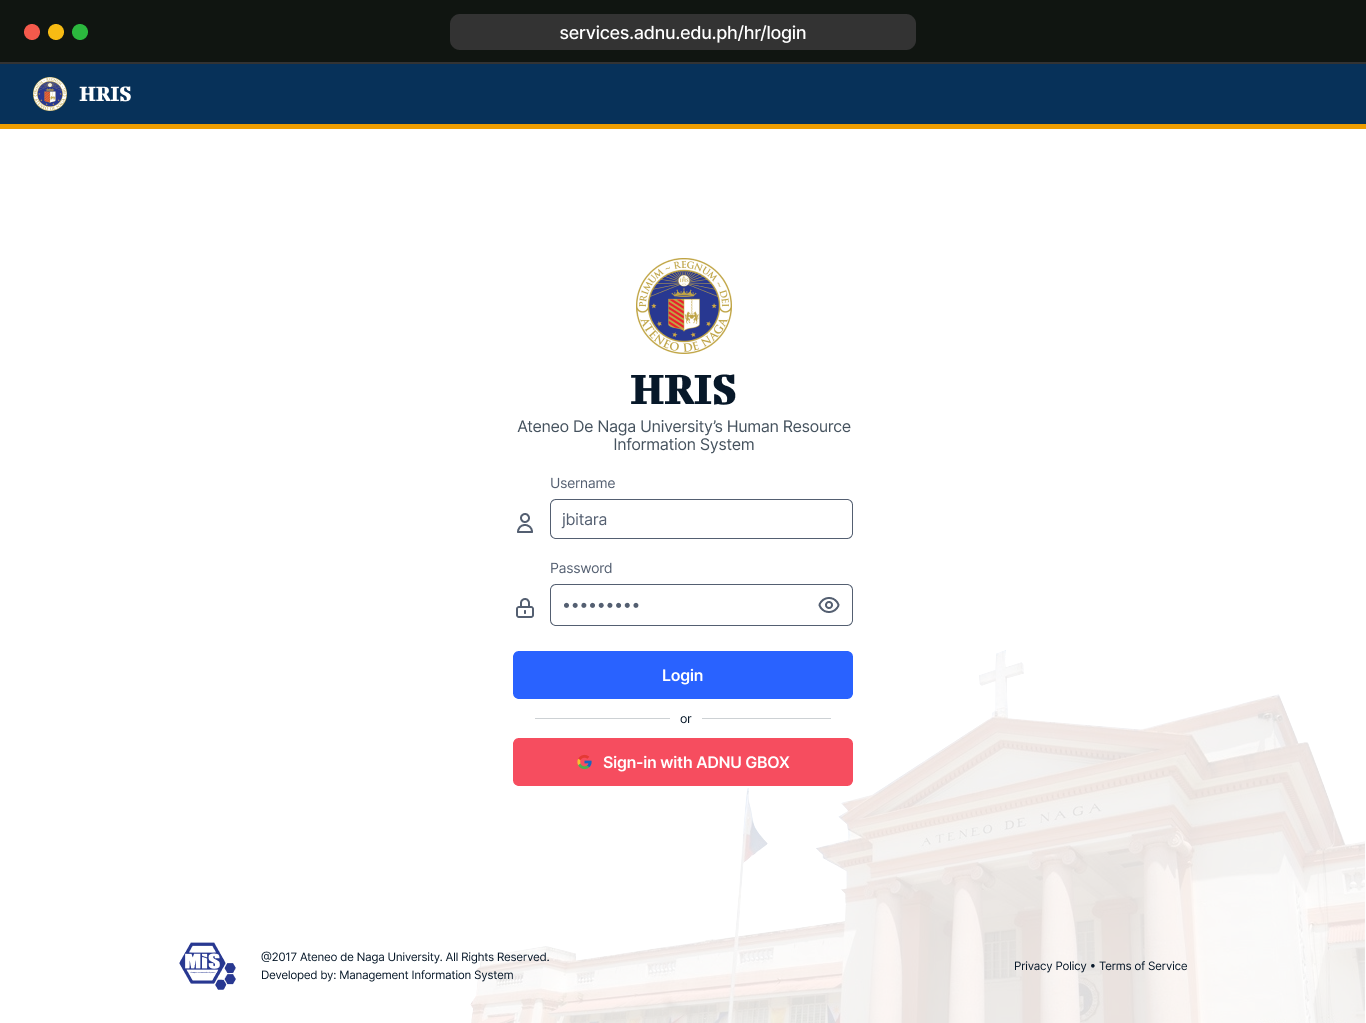 services.adnu.edu.ph/hr/login
HRIS
PRIMUM ~ REGNUM ~ DEI
ATENEO DE NAGA
HRIS
Ateneo De Naga University’s Human Resource
Information System
Username
jbitara
Password
•••••••••
Login
or
Sign-in with ADNU GBOX
ATENEO DE NAGA
MiS
@2017 Ateneo de Naga University. All Rights Reserved.
Developed by: Management Information System
Privacy Policy • Terms of Service